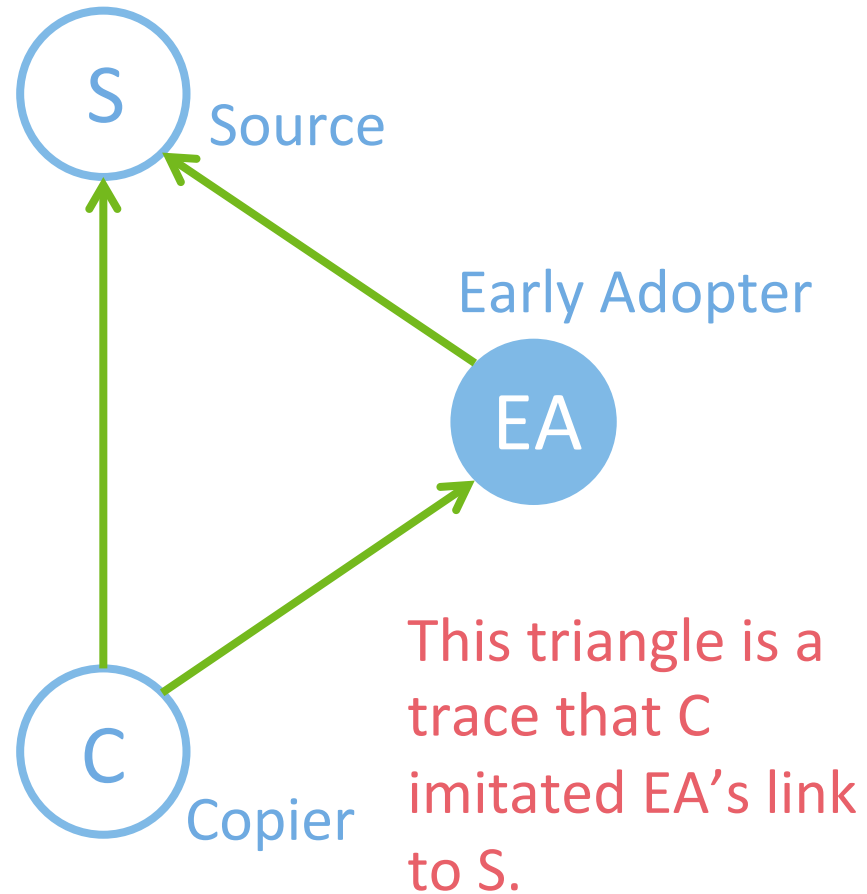 S
Source
Early Adopter
EA
This triangle is a
trace that C
imitated EA’s link
to S.
C
Copier